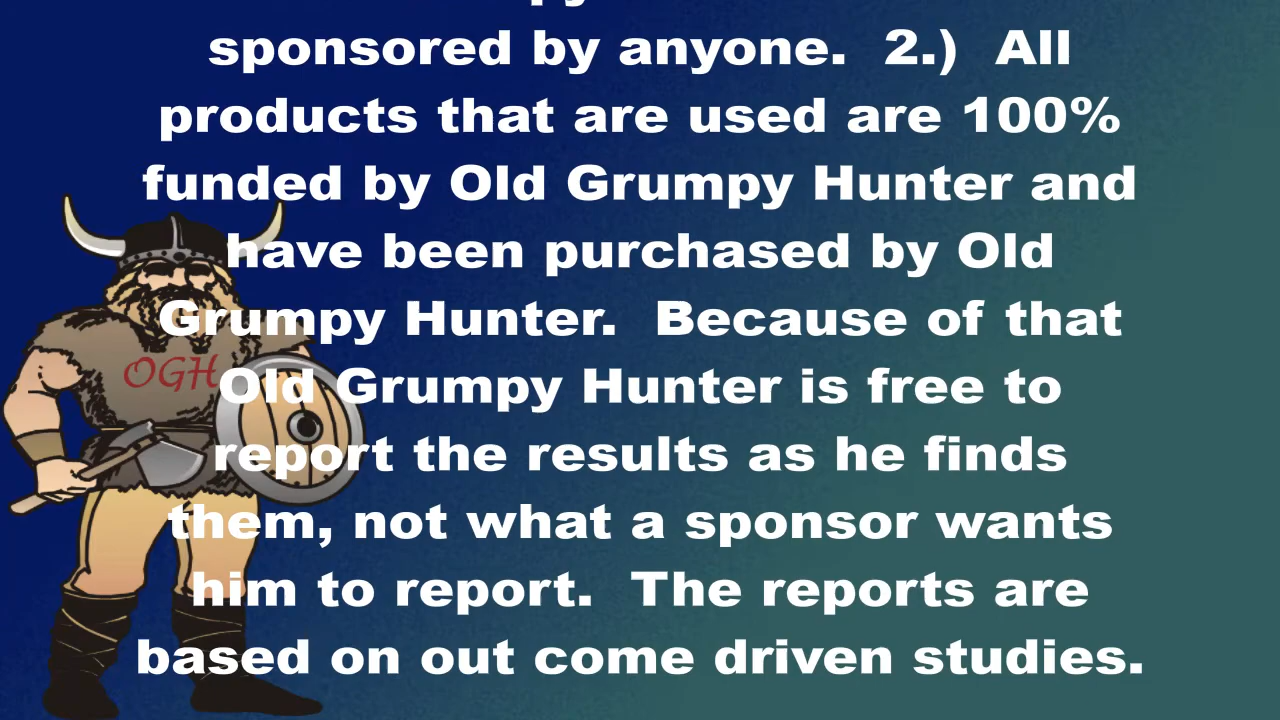 sponsored by anyone.  2.)  All
products that are used are 100%
funded by Old Grumpy Hunter and
have been purchased by Old
Grumpy Hunter.  Because of that
Old Grumpy Hunter is free to
report the results as he finds
them, not what a sponsor wants
him to report.  The reports are
based on out come driven studies.
OGH